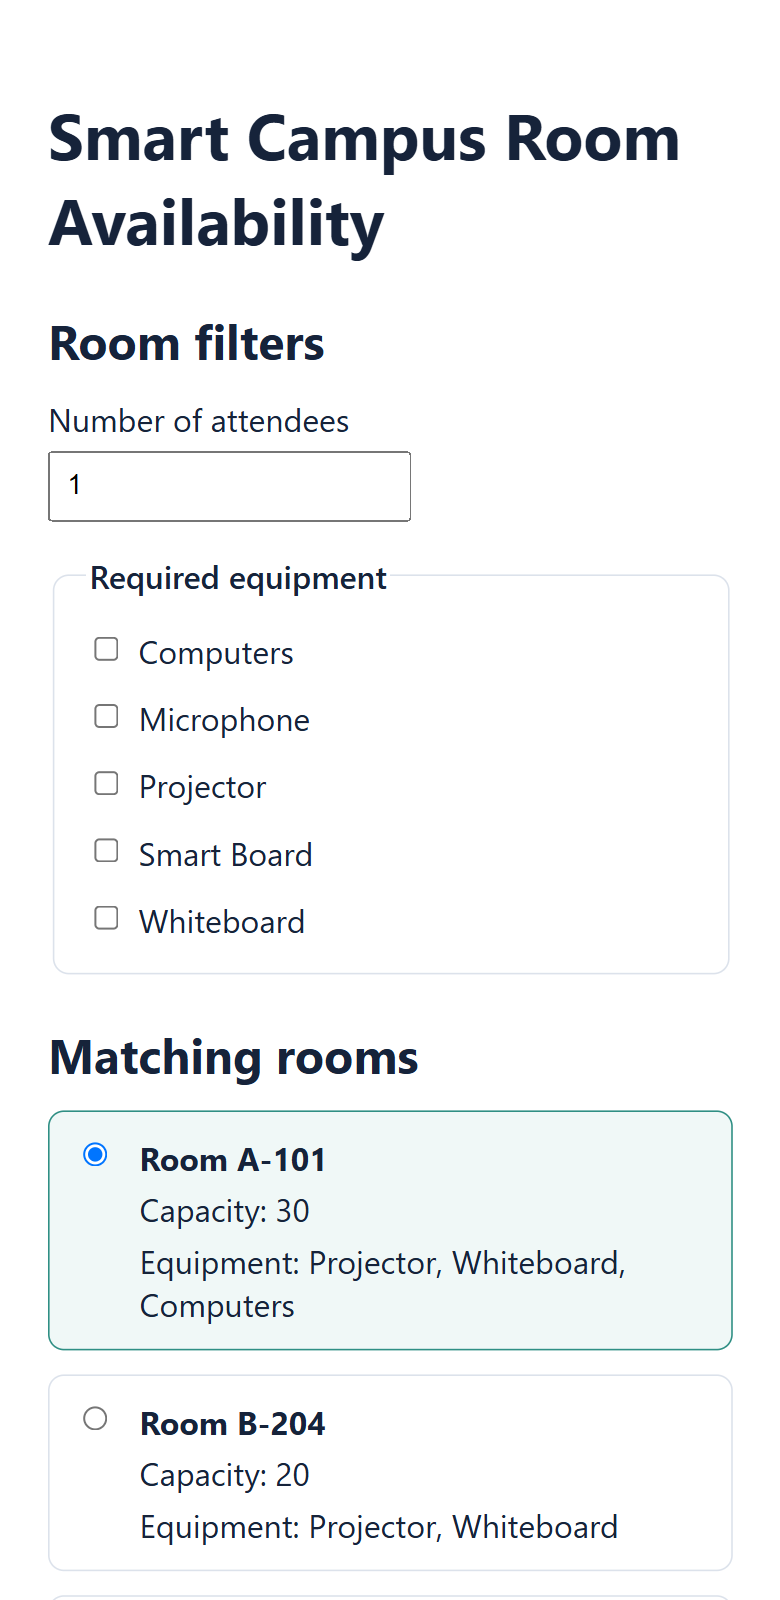 Smart Campus Room
Availability
Room filters
Number of attendees
1
Required equipment
Computers
Microphone
Projector
Smart Board
Whiteboard
Matching rooms
Room A-101
Capacity: 30
Equipment: Projector, Whiteboard,
Computers
Room B-204
Capacity: 20
Equipment: Projector, Whiteboard